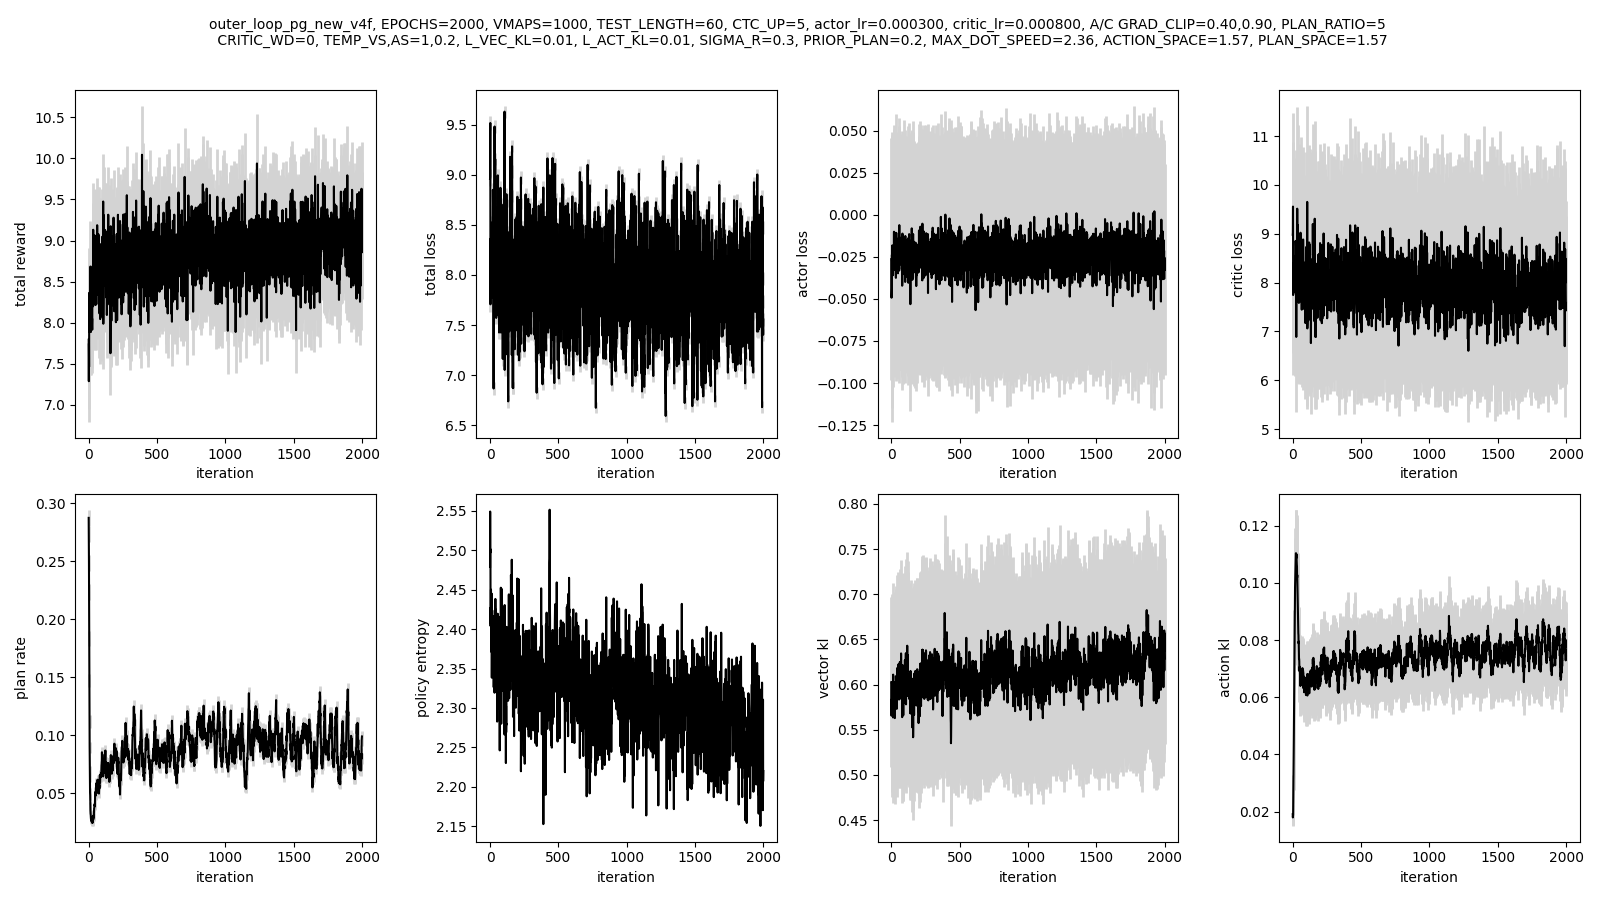 outer_loop_pg_new_v4f, EPOCHS=2000, VMAPS=1000, TEST_LENGTH=60, CTC_UP=5, actor_lr=0.000300, critic_lr=0.000800, A/C GRAD_CLIP=0.40,0.90, PLAN_RATIO=5
CRITIC_WD=0, TEMP_VS,AS=1,0.2, L_VEC_KL=0.01, L_ACT_KL=0.01, SIGMA_R=0.3, PRIOR_PLAN=0.2, MAX_DOT_SPEED=2.36, ACTION_SPACE=1.57, PLAN_SPACE=1.57
total reward
10.5
10.0
9.5
9.0
8.5
8.0
7.5
7.0
0 500 1000 1500 2000
iteration
total loss
9.5
9.0
8.5
8.0
7.5
7.0
6.5
0 500 1000 1500 2000
iteration
actor loss
0.050
0.025
0.000
−0.025
−0.050
−0.075
−0.100
−0.125
0 500 1000 1500 2000
iteration
critic loss
11
10
9
8
7
6
5
0 500 1000 1500 2000
iteration
plan rate
0.30
0.25
0.20
0.15
0.10
0.05
0 500 1000 1500 2000
iteration
policy entropy
2.55
2.50
2.45
2.40
2.35
2.30
2.25
2.20
2.15
0 500 1000 1500 2000
iteration
vector kl
0.80
0.75
0.70
0.65
0.60
0.55
0.50
0.45
0 500 1000 1500 2000
iteration
action kl
0.12
0.10
0.08
0.06
0.04
0.02
0 500 1000 1500 2000
iteration